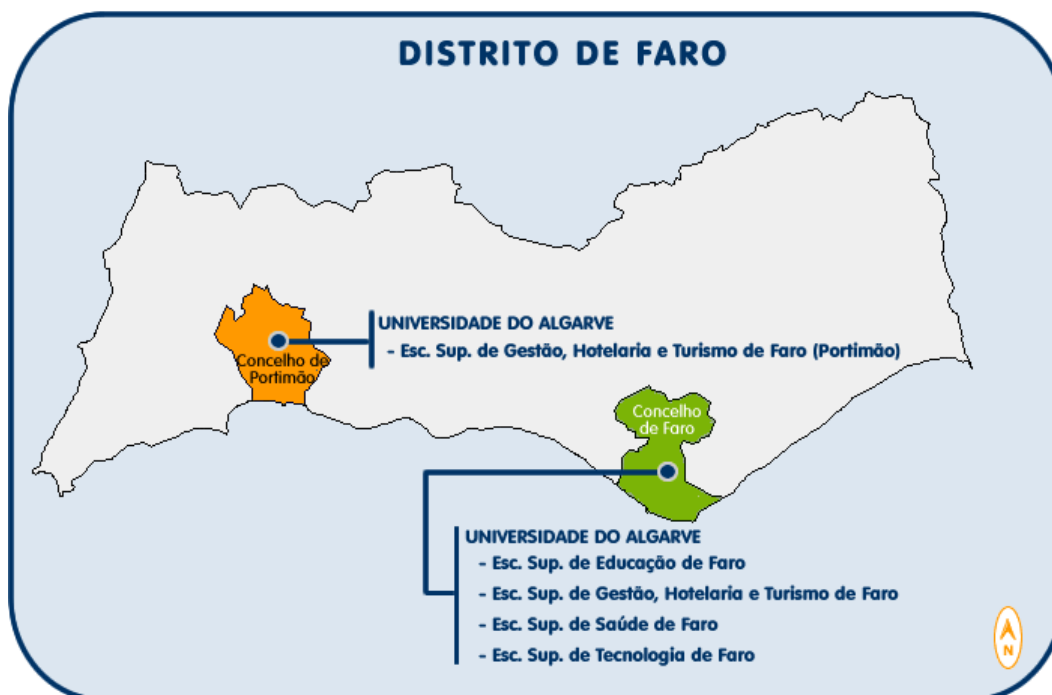 DISTRITO DE FARO
UNIVERSIDADE DO ALGARVE
- Esc. Sup. de Gestão, Hotelaria e Turismo de Faro (Portimão)
Concelho de
Portimão
Concelho
de Faro
UNIVERSIDADE DO ALGARVE
- Esc. Sup. de Educação de Faro
- Esc. Sup. de Gestão, Hotelaria e Turismo de Faro
- Esc. Sup. de Saúde de Faro
- Esc. Sup. de Tecnologia de Faro
N